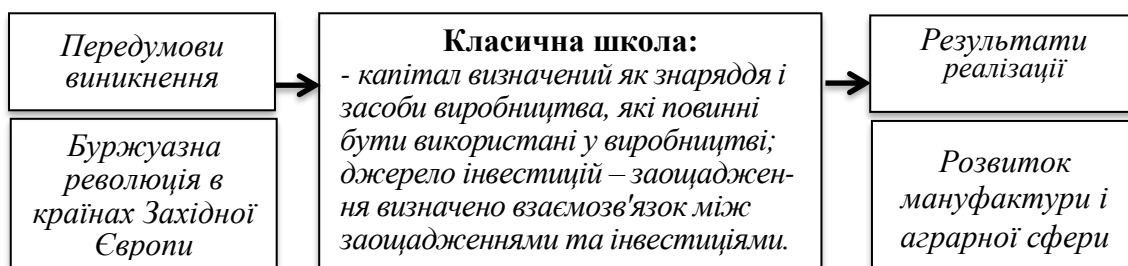 Передумови
виникнення
Буржуазна
революція в
країнах Західної
Європи
Класична школа:
- капітал визначений як знаряддя і
засоби виробництва, які повинні
бути використані у виробництві;
джерело інвестицій – заощаджен-
ня визначено взаємозв'язок між
заощадженнями та інвестиціями.
Результати
реалізації
Розвиток
мануфактури і
аграрної сфери